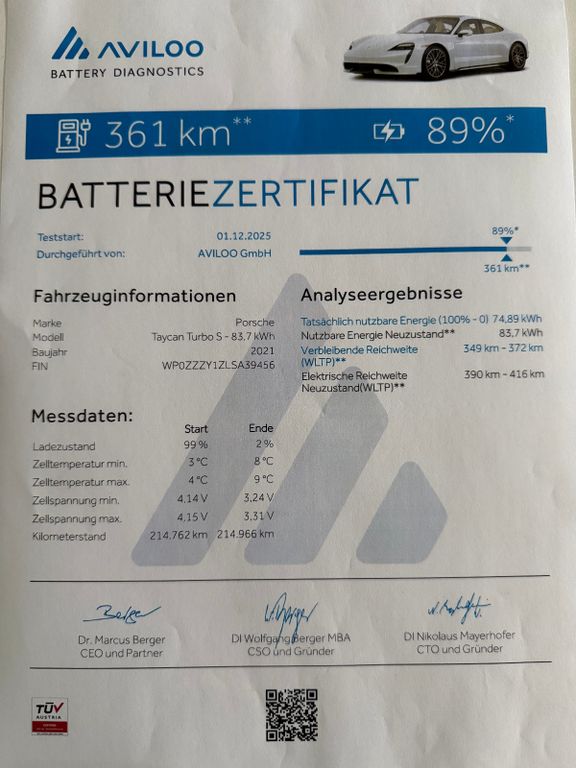 AVILOO
BATTERY DIAGNOSTICS
361 km** 89%*
BATTERIEZERTIFIKAT
Teststart: 01.12.2025
Durchgeführt von: AVILOO GmbH
89%*
361 km**
Fahrzeuginformationen
Marke Porsche
Modell Taycan Turbo S - 83,7 kWh
Baujahr 2021
FIN WP0ZZZY1ZLSA39456
Analyseergebnisse
Tatsächlich nutzbare Energie (100% - 0) 74,89 kWh
Nutzbare Energie Neuzustand** 83,7 kWh
Verbleibende Reichweite 349 km - 372 km
(WLTP)**
Elektrische Reichweite 390 km - 416 km
Neuzustand(WLTP)**
Messdaten:
Start Ende
Ladezustand 99 % 2 %
Zelltemperatur min. 3 °C 8 °C
Zelltemperatur max. 4 °C 9 °C
Zellspannung min. 4,14 V 3,24 V
Zellspannung max. 4,15 V 3,31 V
Kilometerstand 214.762 km 214.966 km
Dr. Marcus Berger
CEO und Partner
DI Wolfgang Berger MBA
CSO und Gründer
DI Nikolaus Mayerhofer
CTO und Gründer
TÜV
AUSTRIA